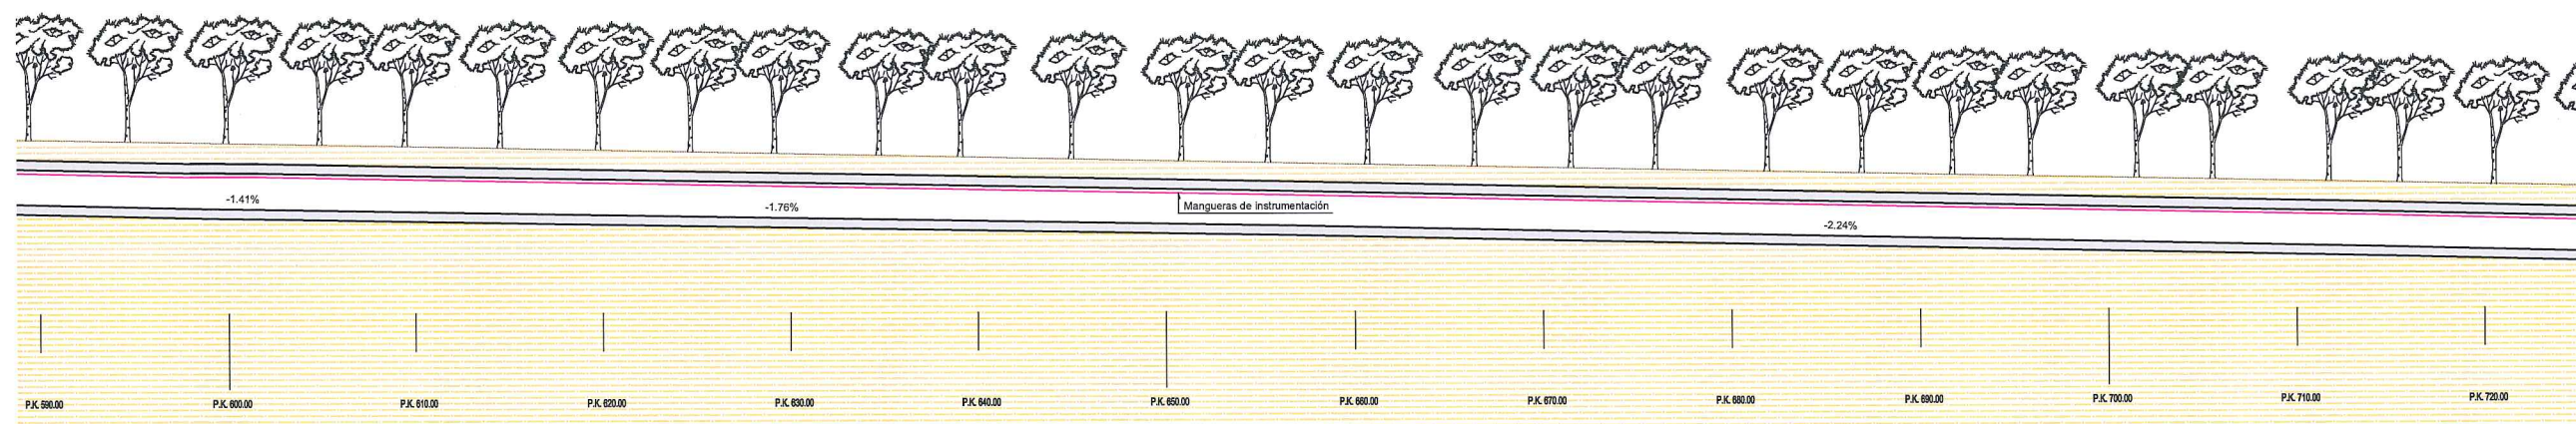 -1.41%
-1.76%
Mangueras de instrumentación
-2.24%
P.K. 590.00
P.K. 600.00
P.K. 610.00
P.K. 620.00
P.K. 630.00
P.K. 640.00
P.K. 650.00
P.K. 660.00
P.K. 670.00
P.K. 680.00
P.K. 690.00
P.K. 700.00
P.K. 710.00
P.K. 720.00